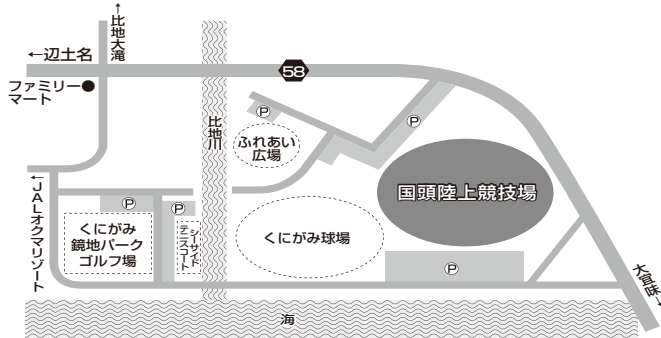 ↑比地大滝
←辺土名
58
ファミリー
マート
比地川
P
ふれあい
広場
P
国頭陸上競技場
←JALオクマリゾート
P
P
くにがみ
鏡地パーク
ゴルフ場
シーサイド
テニスコート
くにがみ球場
P
大宜味→
海